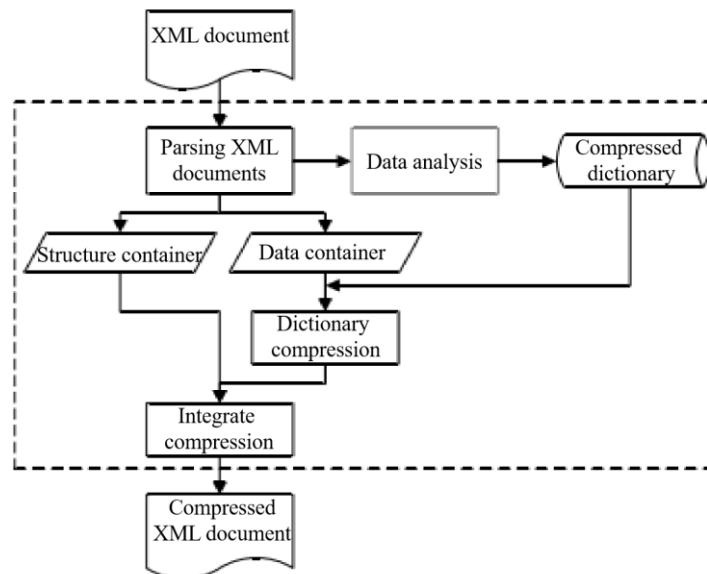 XML document
Parsing XML
documents
Data analysis
Compressed
dictionary
Structure container
Data container
Dictionary
compression
Integrate
compression
Compressed
XML document